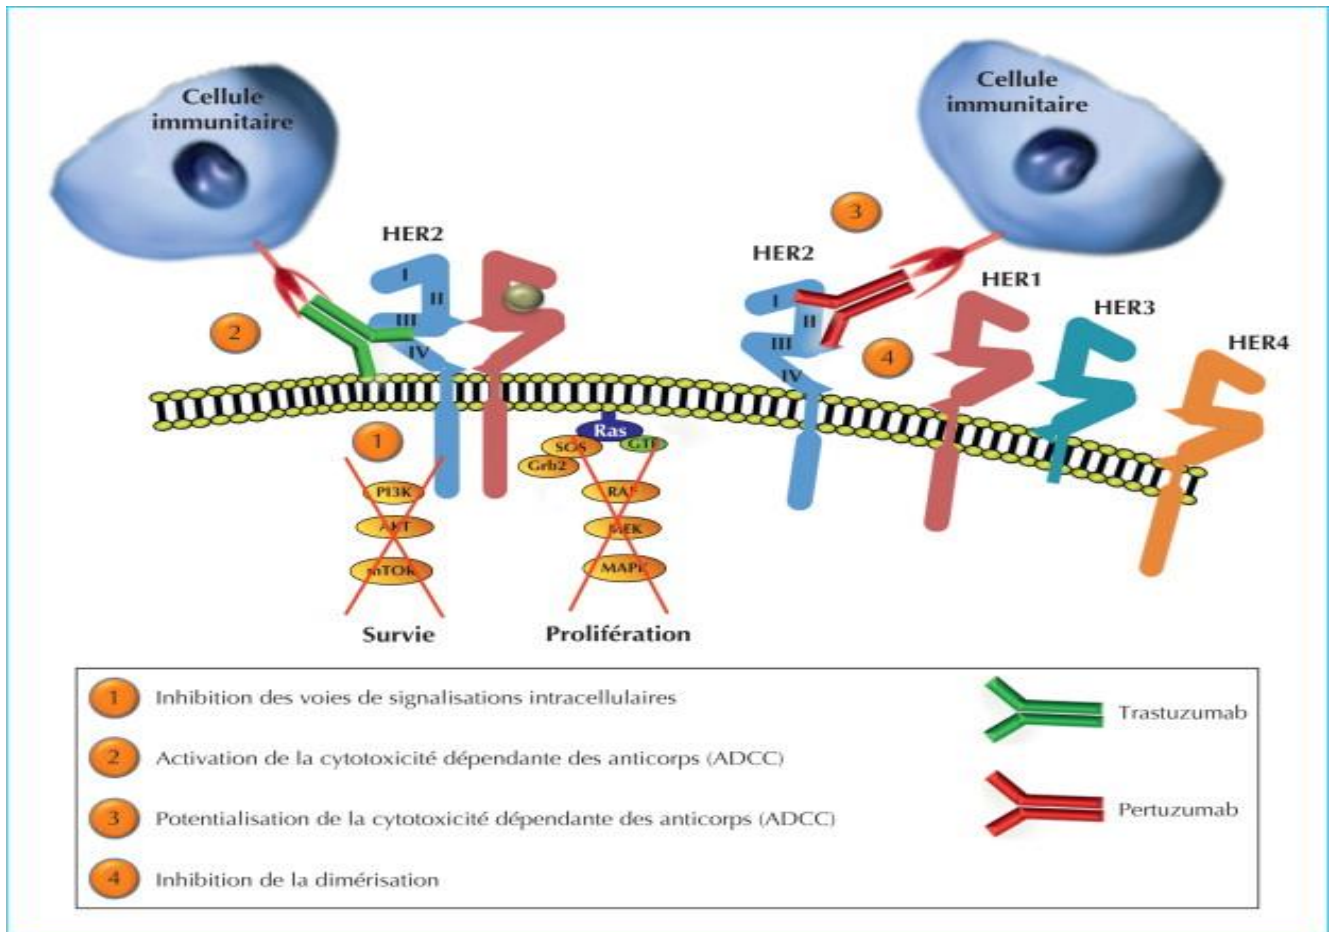 Cellule
immunitaire
Cellule
immunitaire
3
HER2
HER2
HER1
HER3
HER4
I
II
III
IV
2
I
II
III
IV
4
1
Ras
SOS
GTP
Grb2
PI3K
AKT
mTOR
RAF
MEK
MAPK
Survie
Prolifération
1 Inhibition des voies de signalisations intracellulaires
2 Activation de la cytotoxicité dépendante des anticorps (ADCC)
3 Potentialisation de la cytotoxicité dépendante des anticorps (ADCC)
4 Inhibition de la dimérisation
Trastuzumab
Pertuzumab